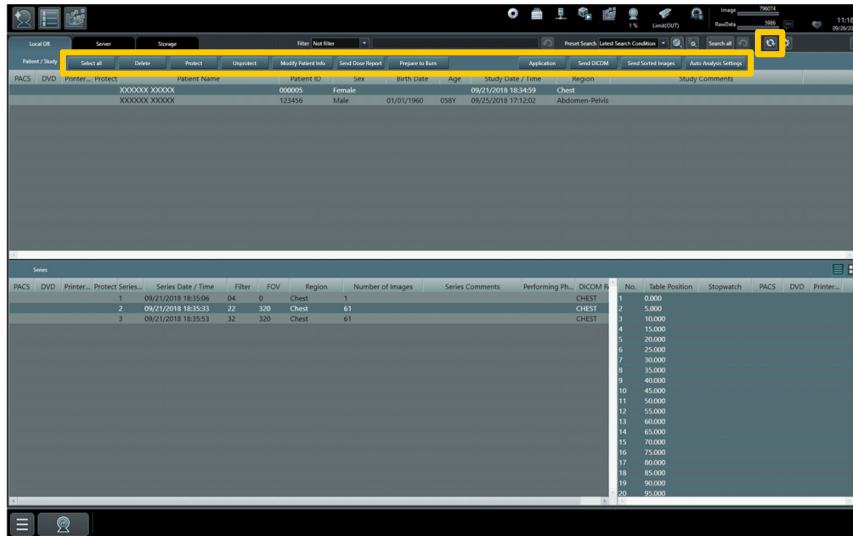 Image 796074 11:18
1 % Limit(OUT) RawData 5986 09/26/20
Local DB Server Storage Filter Not filter Preset Search Latest Search Condition Search all
Patient / Study Select all Delete Protect Unprotect Modify Patient Info Send Dose Report Prepare to Burn Application Send DICOM Send Sorted Images Auto Analysis Settings
PACS DVD Printer... Protect Patient Name Patient ID Sex Birth Date Age Study Date / Time Region Study Comments
XXXXXX XXXXX 000005 Female 09/21/2018 18:34:59 Chest
XXXXXX XXXXX 123456 Male 01/01/1960 058Y 09/25/2018 17:12:02 Abdomen-Pelvis
Series
PACS DVD Printer... Protect Series... Series Date / Time Filter FOV Region Number of Images Series Comments Performing Ph... DICOM R No. Table Position Stopwatch PACS DVD Printer...
1 09/21/2018 18:35:06 04 0 Chest 1 CHEST 1 0.000
2 09/21/2018 18:35:33 22 320 Chest 61 CHEST 2 5.000
3 09/21/2018 18:35:53 32 320 Chest 61 CHEST 3 10.000
4 15.000
5 20.000
6 25.000
7 30.000
8 35.000
9 40.000
10 45.000
11 50.000
12 55.000
13 60.000
14 65.000
15 70.000
16 75.000
17 80.000
18 85.000
19 90.000
20 95.000